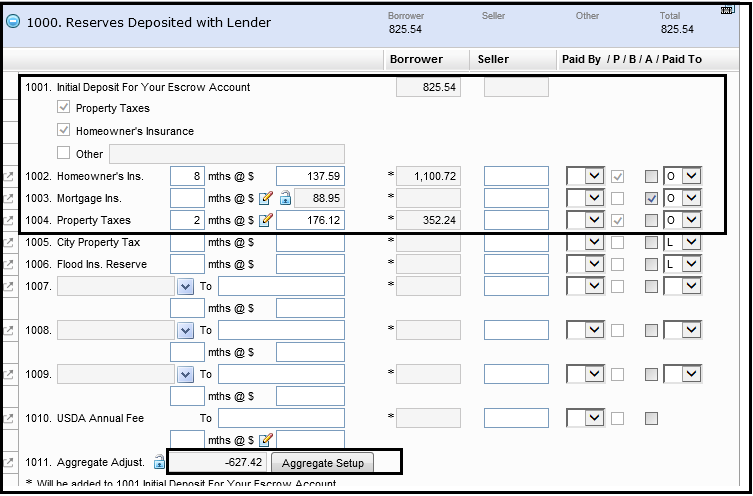 1000. Reserves Deposited with Lender Borrower Seller Other Total
825.54 825.54
Borrower Seller Paid By / P / B / A / Paid To
1001. Initial Deposit For Your Escrow Account 825.54
Property Taxes
Homeowner's Insurance
Other
1002. Homeowner's Ins. 8 mths @ $ 137.59 * 1,100.72 O
1003. Mortgage Ins. mths @ $ 88.95 * O
1004. Property Taxes 2 mths @ $ 176.12 * 352.24 O
1005. City Property Tax mths @ $ * L
1006. Flood Ins. Reserve mths @ $ * L
1007. To *
mths @ $
1008. To *
mths @ $
1009. To *
mths @ $
1010. USDA Annual Fee To *
mths @ $
1011. Aggregate Adjust. -627.42 Aggregate Setup
* Will be added to 1001 Initial Deposit For Your Escrow Account